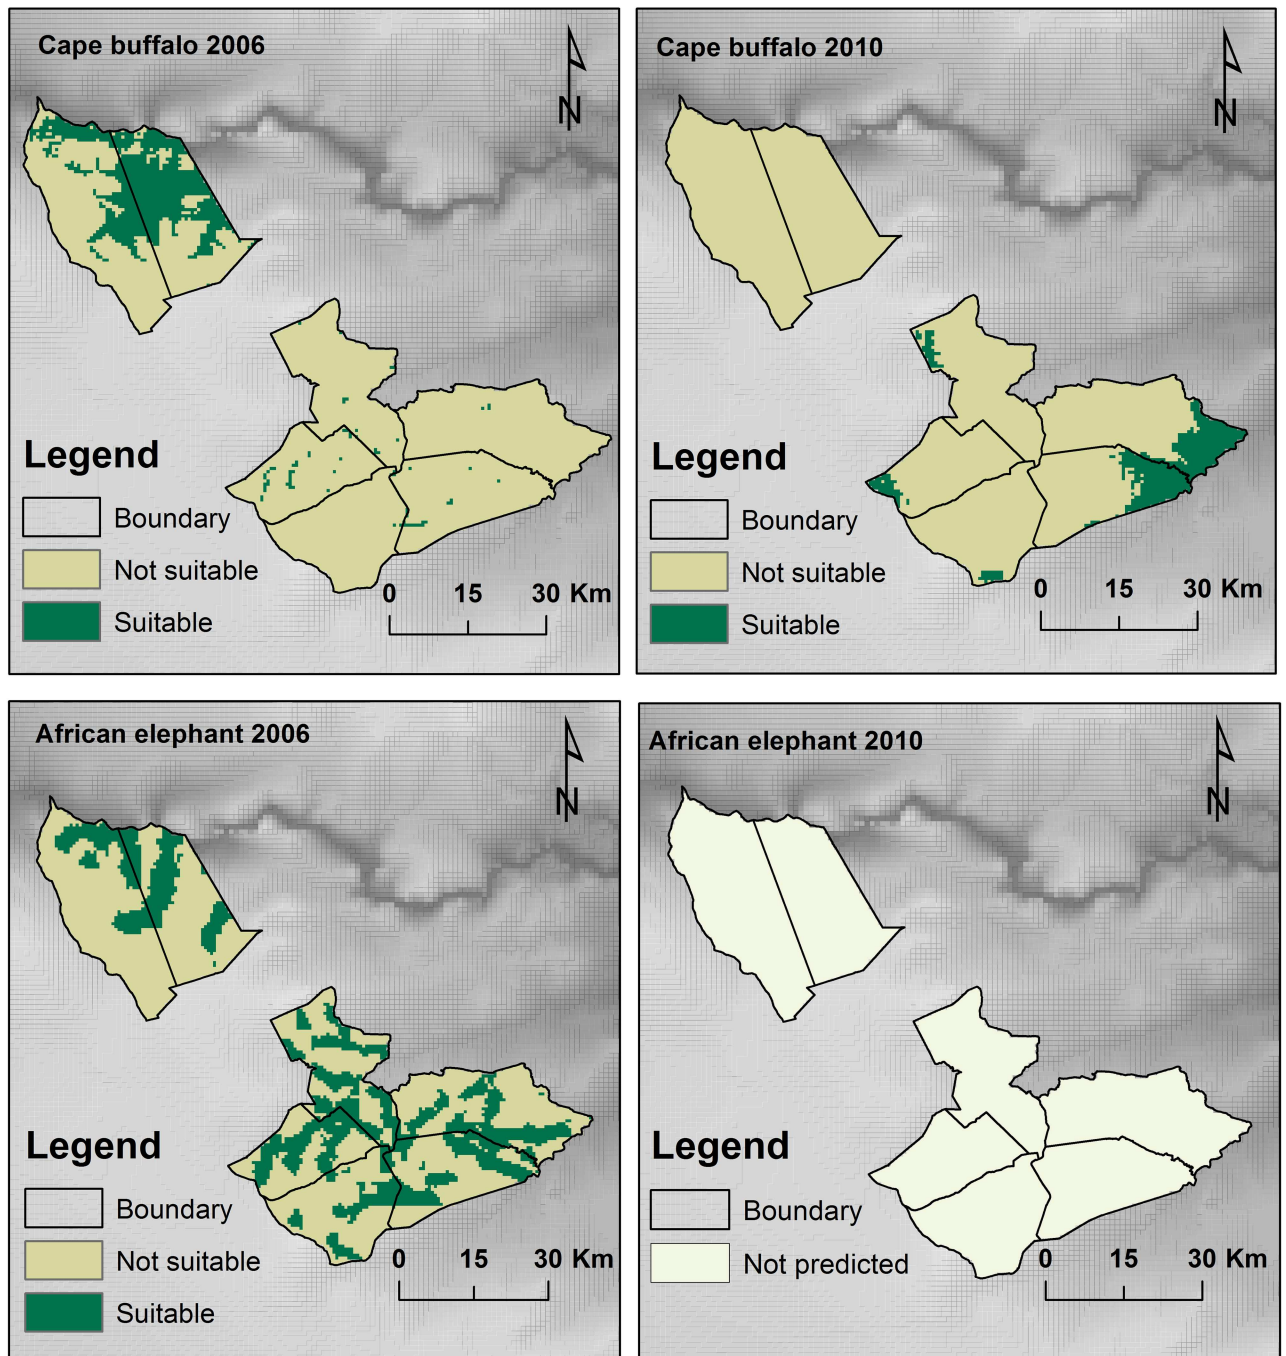 Cape buffalo 2006
N
Legend
Boundary
Not suitable
Suitable
0 15 30 Km
Cape buffalo 2010
N
Legend
Boundary
Not suitable
Suitable
0 15 30 Km
African elephant 2006
N
Legend
Boundary
Not suitable
Suitable
0 15 30 Km
African elephant 2010
N
Legend
Boundary
Not predicted
0 15 30 Km